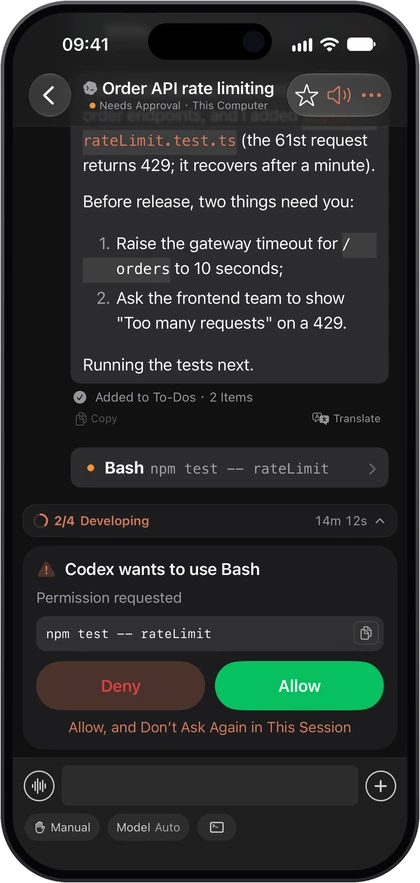 09:41
Order API rate limiting
Needs Approval · This Computer
order endpoints, and I added
rateLimit.test.ts (the 61st request
returns 429; it recovers after a minute).
Before release, two things need you:
1. Raise the gateway timeout for /
orders to 10 seconds;
2. Ask the frontend team to show
"Too many requests" on a 429.
Running the tests next.
Added to To-Dos · 2 Items
Copy
Translate
Bash npm test -- rateLimit
2/4 Developing
14m 12s
Codex wants to use Bash
Permission requested
npm test -- rateLimit
Deny
Allow
Allow, and Don't Ask Again in This Session
Manual
Model Auto